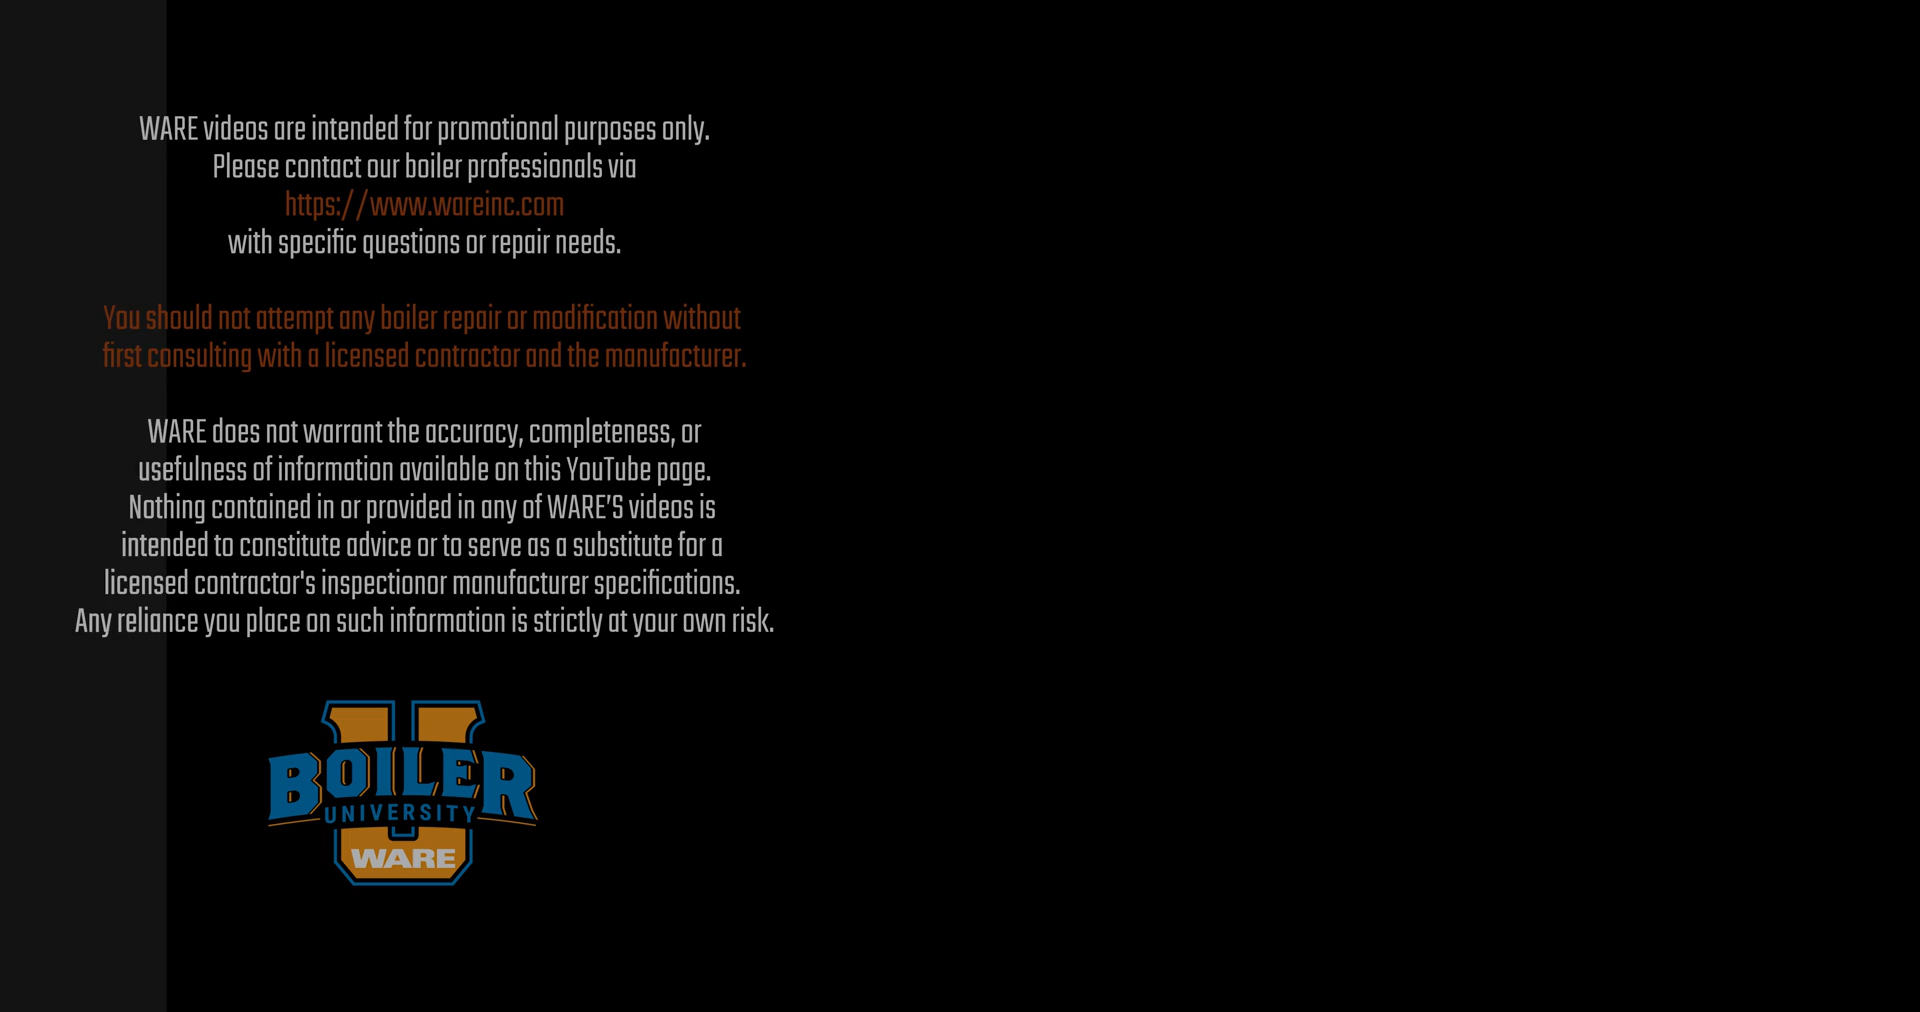 WARE videos are intended for promotional purposes only.
Please contact our boiler professionals via
https://www.wareinc.com
with specific questions or repair needs.
You should not attempt any boiler repair or modification without
first consulting with a licensed contractor and the manufacturer.
WARE does not warrant the accuracy, completeness, or
usefulness of information available on this YouTube page.
Nothing contained in or provided in any of WARE'S videos is
intended to constitute advice or to serve as a substitute for a
licensed contractor's inspectionor manufacturer specifications.
Any reliance you place on such information is strictly at your own risk.
U
BOILER
UNIVERSITY
WARE